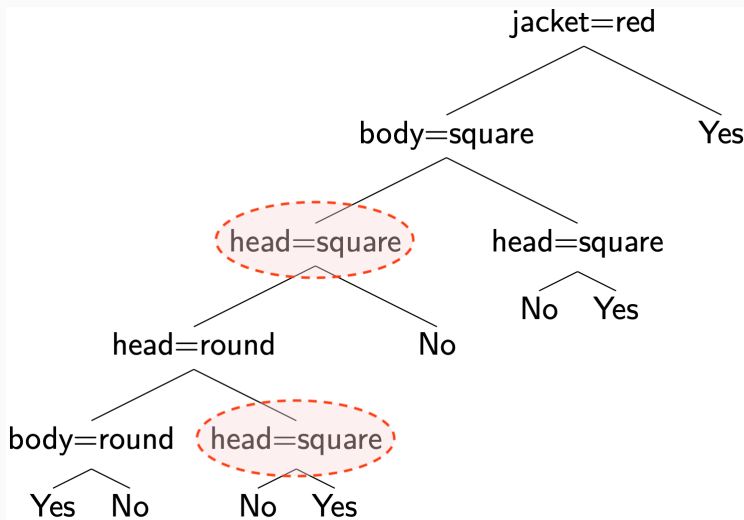 jacket=red
body=square Yes
head=square head=square
No Yes
head=round No
body=round head=square
Yes No No Yes